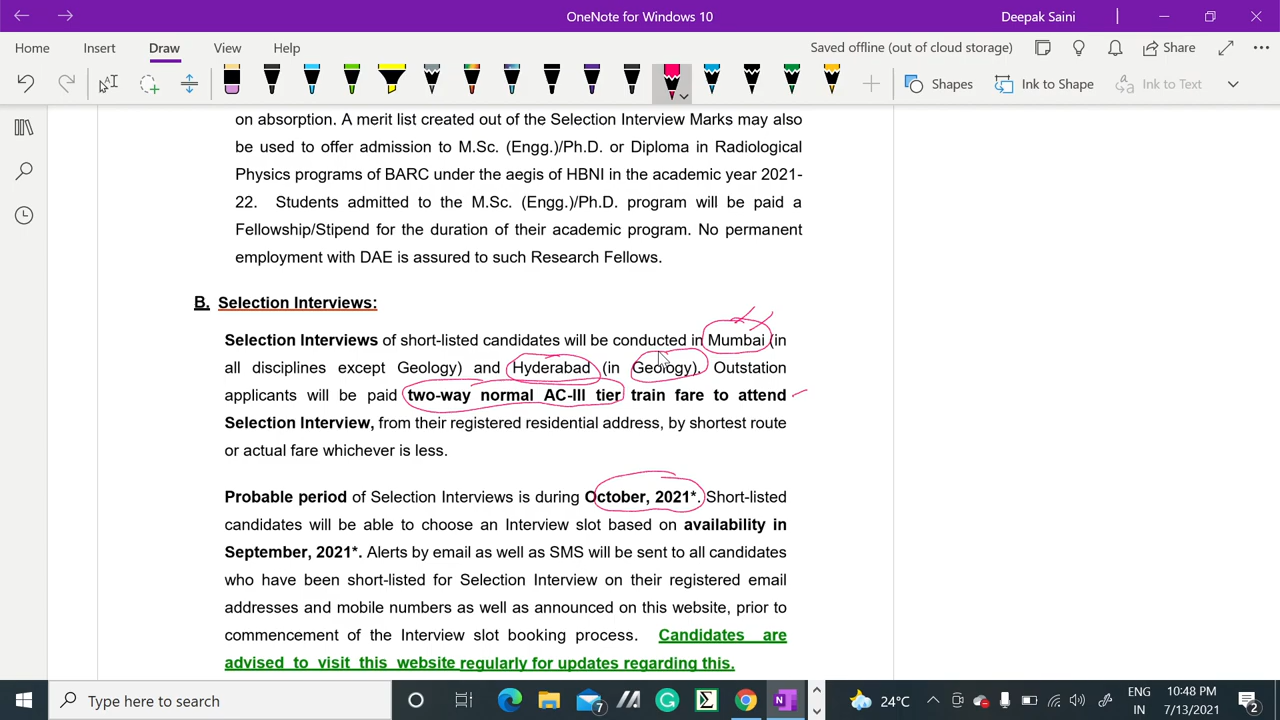 OneNote for Windows 10
Deepak Saini
Home Insert Draw View Help
Saved offline (out of cloud storage)
Share
Shapes
Ink to Shape
Ink to Text
on absorption. A merit list created out of the Selection Interview Marks may also
be used to offer admission to M.Sc. (Engg.)/Ph.D. or Diploma in Radiological
Physics programs of BARC under the aegis of HBNI in the academic year 2021-
22. Students admitted to the M.Sc. (Engg.)/Ph.D. program will be paid a
Fellowship/Stipend for the duration of their academic program. No permanent
employment with DAE is assured to such Research Fellows.
B. Selection Interviews:
Selection Interviews of short-listed candidates will be conducted in Mumbai (in
all disciplines except Geology) and Hyderabad (in Geology). Outstation
applicants will be paid two-way normal AC-III tier train fare to attend
Selection Interview, from their registered residential address, by shortest route
or actual fare whichever is less.
Probable period of Selection Interviews is during October, 2021*. Short-listed
candidates will be able to choose an Interview slot based on availability in
September, 2021*. Alerts by email as well as SMS will be sent to all candidates
who have been short-listed for Selection Interview on their registered email
addresses and mobile numbers as well as announced on this website, prior to
commencement of the Interview slot booking process. Candidates are
advised to visit this website regularly for updates regarding this.
Type here to search
7
24°C
ENG
IN
10:48 PM
7/13/2021
2